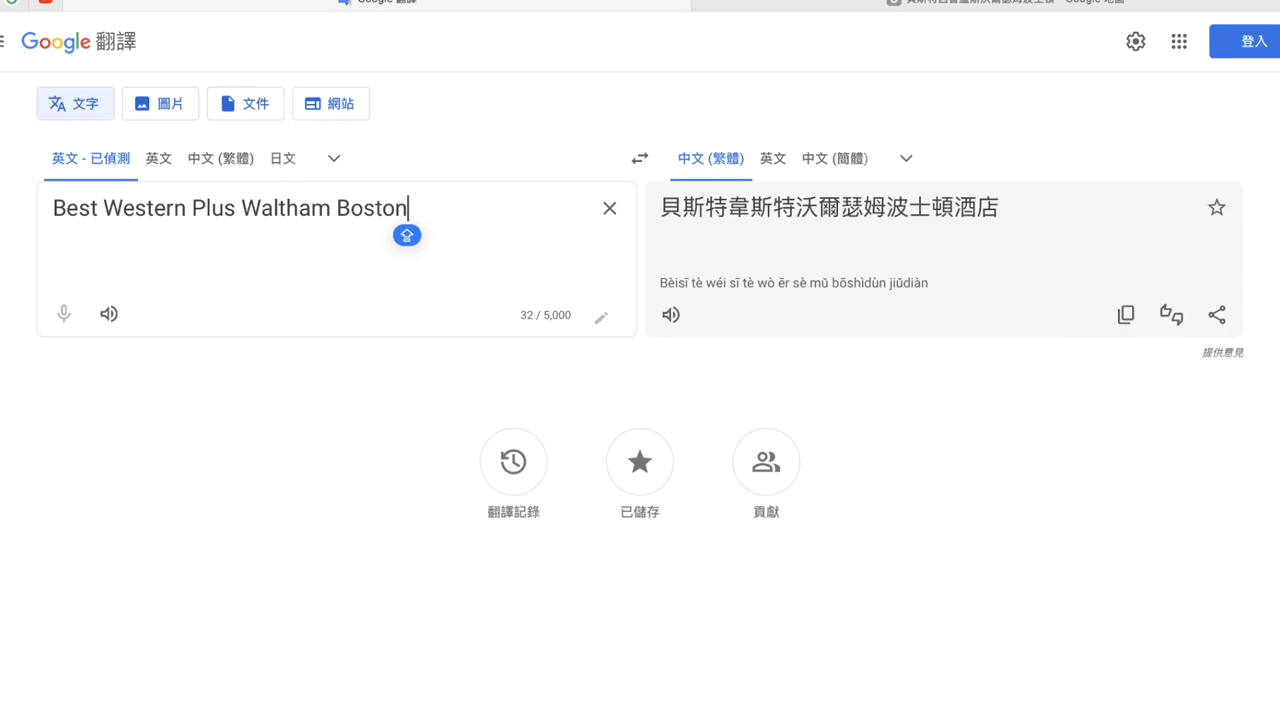 Google 翻譯
登入
文字
圖片
文件
網站
英文 - 已偵測
英文
中文 (繁體)
日文
中文 (繁體)
英文
中文 (簡體)
Best Western Plus Waltham Boston
貝斯特韋斯特沃爾瑟姆波士頓酒店
Bèisī tè wéi sī tè wò ěr sè mǔ bōshìdùn jiǔdiàn
32 / 5,000
提供意見
翻譯記錄
已儲存
貢獻